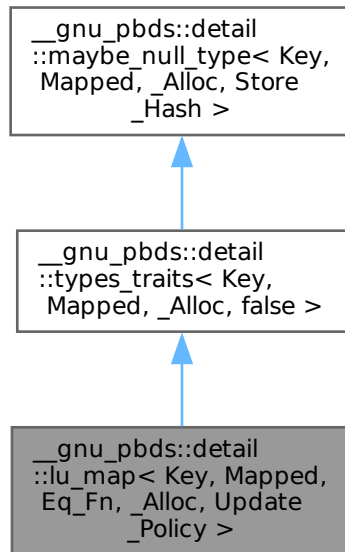 __gnu_pbds::detail
::maybe_null_type< Key,
Mapped, _Alloc, Store
_Hash >
__gnu_pbds::detail
::types_traits< Key,
Mapped, _Alloc, false >
__gnu_pbds::detail
::lu_map< Key, Mapped,
Eq_Fn, _Alloc, Update
_Policy >